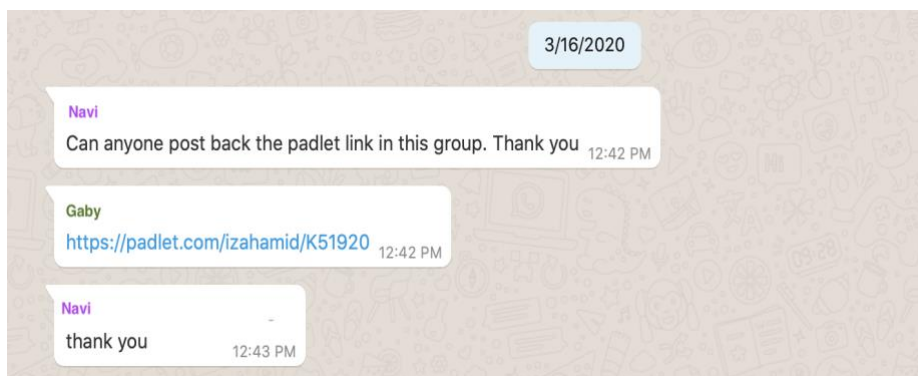 3/16/2020
Navi
Can anyone post back the padlet link in this group. Thank you 12:42 PM
Gaby
https://padlet.com/izahamid/K51920 12:42 PM
Navi
thank you 12:43 PM